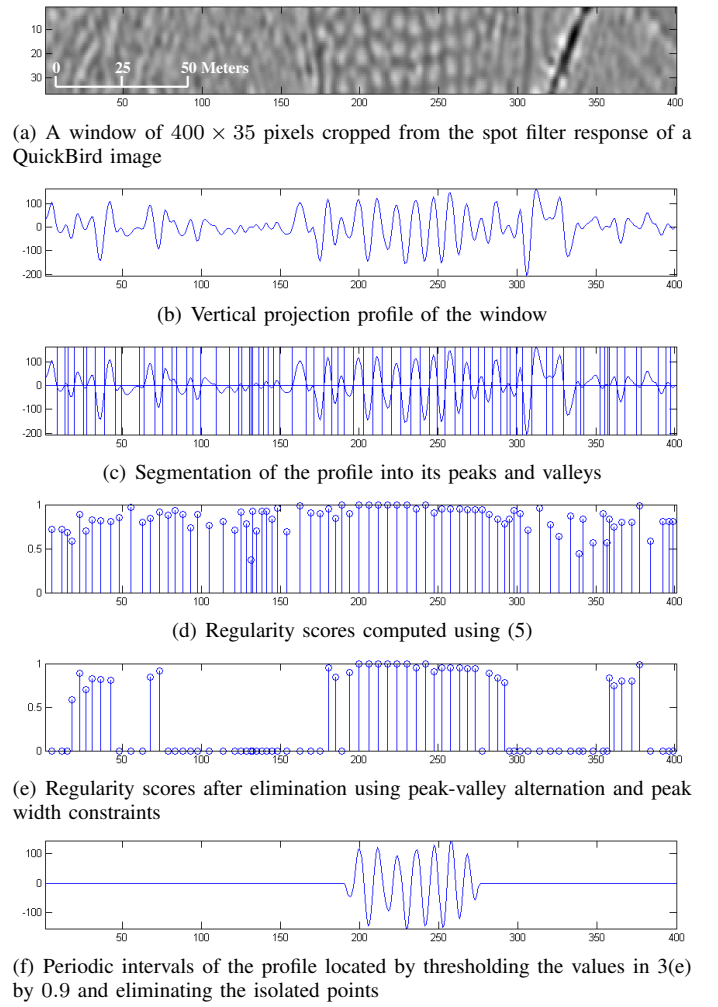 10
20
30
0 25 50 Meters
50 100 150 200 250 300 350 400
(a) A window of 400 × 35 pixels cropped from the spot filter response of a
QuickBird image
100
0
-100
-200
50 100 150 200 250 300 350 400
(b) Vertical projection profile of the window
100
0
-100
-200
50 100 150 200 250 300 350 400
(c) Segmentation of the profile into its peaks and valleys
1
0.5
0
50 100 150 200 250 300 350 400
(d) Regularity scores computed using (5)
1
0.5
0
50 100 150 200 250 300 350 400
(e) Regularity scores after elimination using peak-valley alternation and peak
width constraints
100
0
-100
50 100 150 200 250 300 350 400
(f) Periodic intervals of the profile located by thresholding the values in 3(e)
by 0.9 and eliminating the isolated points